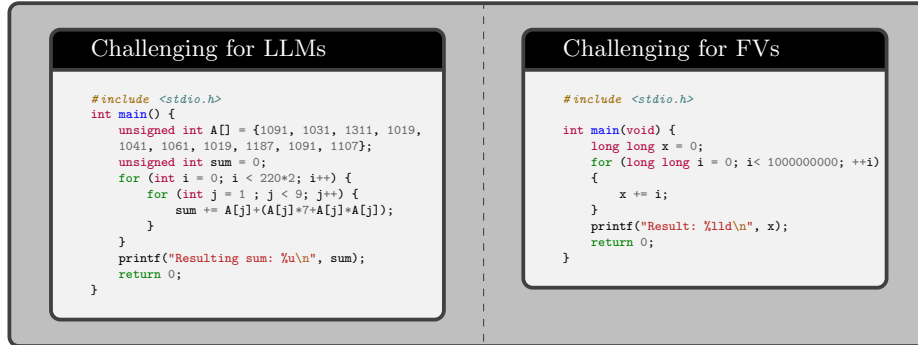 Challenging for LLMs
#include <stdio.h>
int main() {
    unsigned int A[] = {1091, 1031, 1311, 1019,
    1041, 1061, 1019, 1187, 1091, 1107};
    unsigned int sum = 0;
    for (int i = 0; i < 220*2; i++) {
        for (int j = 1 ; j < 9; j++) {
            sum += A[j]+(A[j]*7+A[j]*A[j]);
        }
    }
    printf("Resulting sum: %u\n", sum);
    return 0;
}
Challenging for FVs
#include <stdio.h>
int main(void) {
    long long x = 0;
    for (long long i = 0; i< 1000000000; ++i)
    {
        x += i;
    }
    printf("Result: %lld\n", x);
    return 0;
}